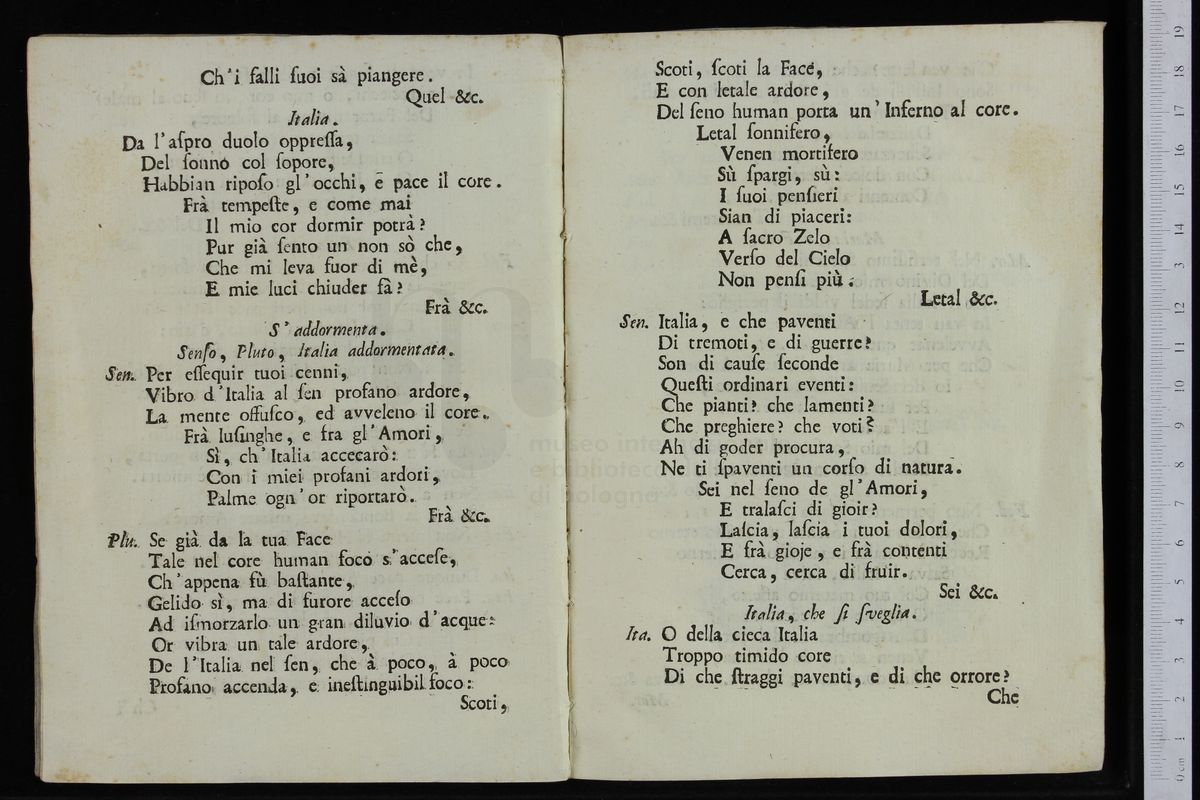 Ch'i falli ſuoi sà piangere.
Quel &c.
Italia.
Da l'aſpro duolo oppreſſa,
Del ſonno col ſopore,
Habbian ripoſo gl'occhi, e pace il core.
Frà tempeſte, e come mai
Il mio cor dormir potrà?
Pur già ſento un non sò che,
Che mi leva fuor di mè,
E mie luci chiuder fà?
Frà &c.
S'addormenta.
Senſo, Pluto, Italia addormentata.
Sen. Per eſſequir tuoi cenni,
Vibro d'Italia al ſen profano ardore,
La mente offuſco, ed avveleno il core.
Frà luſinghe, e fra gl'Amori,
Sì, ch'Italia accecarò:
Con i miei profani ardori,
Palme ogn'or riportarò.
Frà &c.
Plu. Se già da la tua Face
Tale nel core human foco s'acceſe,
Ch'appena fù baſtante,
Gelido sì, ma di furore acceſo
Ad iſmorzarlo un gran diluvio d'acque:
Or vibra un tale ardore,
De l'Italia nel ſen, che à poco, à poco
Profano accenda, e ineſtinguibil foco:
Scoti,
Scoti, ſcoti la Face,
E con letale ardore,
Del ſeno human porta un'Inferno al core.
Letal ſonnifero,
Venen mortifero
Sù ſpargi, sù:
I ſuoi penſieri
Sian di piaceri:
A ſacro Zelo
Verſo del Cielo
Non penſi più.
Letal &c.
Sen. Italia, e che paventi
Di tremoti, e di guerre?
Son di cauſe ſeconde
Queſti ordinari eventi:
Che pianti? che lamenti?
Che preghiere? che voti?
Ah di goder procura,
Ne ti ſpaventi un corſo di natura.
Sei nel ſeno de gl'Amori,
E tralaſci di gioir?
Laſcia, laſcia i tuoi dolori,
E frà gioje, e frà contenti
Cerca, cerca di fruir.
Sei &c.
Italia, che ſi ſveglia.
Ita. O della cieca Italia
Troppo timido core
Di che ſtraggi paventi, e di che orrore?
Che